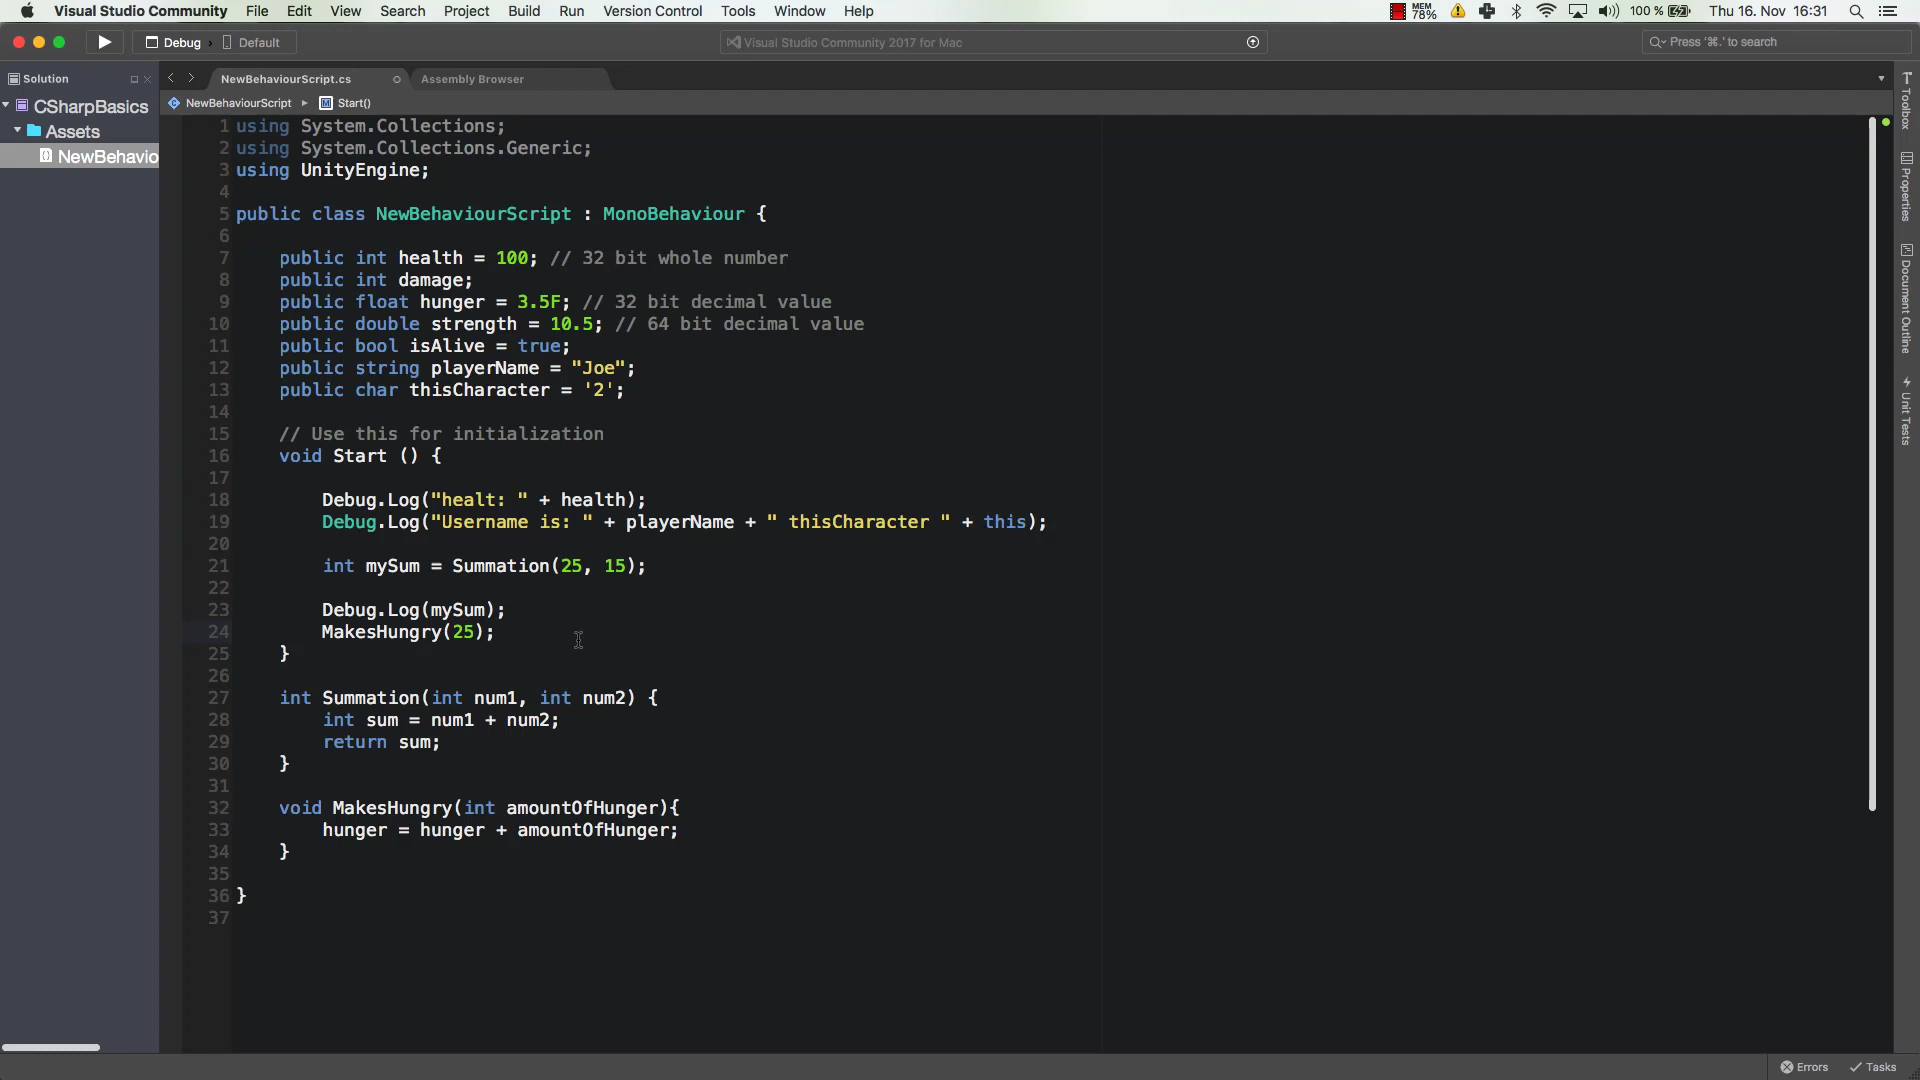 Visual Studio Community File Edit View Search Project Build Run Version Control Tools Window Help MEM 78% 100 % Thu 16. Nov 16:31
Debug Default Visual Studio Community 2017 for Mac Press '⌘.' to search
Solution NewBehaviourScript.cs Assembly Browser
NewBehaviourScript Start()
CSharpBasics
Assets
NewBehavio
1 using System.Collections;
2 using System.Collections.Generic;
3 using UnityEngine;
4
5 public class NewBehaviourScript : MonoBehaviour {
6
7 public int health = 100; // 32 bit whole number
8 public int damage;
9 public float hunger = 3.5F; // 32 bit decimal value
10 public double strength = 10.5; // 64 bit decimal value
11 public bool isAlive = true;
12 public string playerName = "Joe";
13 public char thisCharacter = '2';
14
15 // Use this for initialization
16 void Start () {
17
18 Debug.Log("healt: " + health);
19 Debug.Log("Username is: " + playerName + " thisCharacter " + this);
20
21 int mySum = Summation(25, 15);
22
23 Debug.Log(mySum);
24 MakesHungry(25);
25 }
26
27 int Summation(int num1, int num2) {
28 int sum = num1 + num2;
29 return sum;
30 }
31
32 void MakesHungry(int amountOfHunger){
33 hunger = hunger + amountOfHunger;
34 }
35
36 }
37
Toolbox
Properties
Document Outline
Unit Tests
Errors Tasks